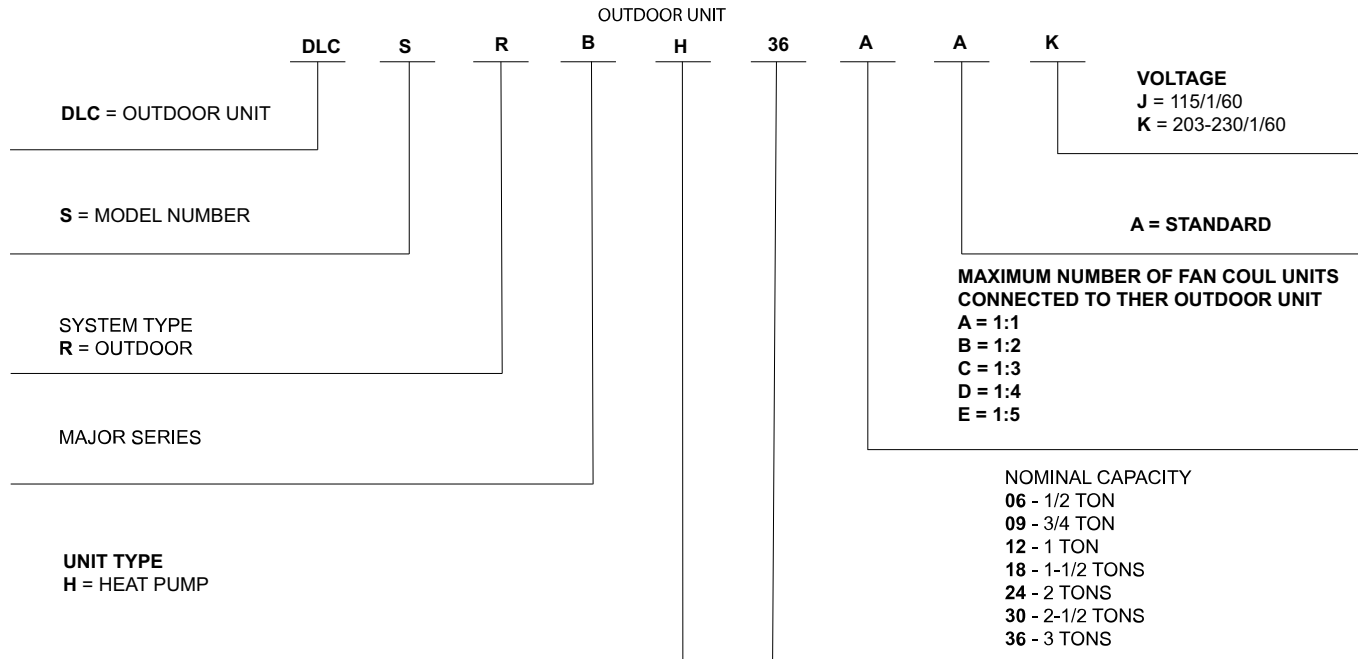 OUTDOOR UNIT
DLC S R B H 36 A A K
DLC = OUTDOOR UNIT
S = MODEL NUMBER
SYSTEM TYPE
R = OUTDOOR
MAJOR SERIES
UNIT TYPE
H = HEAT PUMP
VOLTAGE
J = 115/1/60
K = 203-230/1/60
A = STANDARD
MAXIMUM NUMBER OF FAN COUL UNITS
CONNECTED TO THER OUTDOOR UNIT
A = 1:1
B = 1:2
C = 1:3
D = 1:4
E = 1:5
NOMINAL CAPACITY
06 - 1/2 TON
09 - 3/4 TON
12 - 1 TON
18 - 1-1/2 TONS
24 - 2 TONS
30 - 2-1/2 TONS
36 - 3 TONS